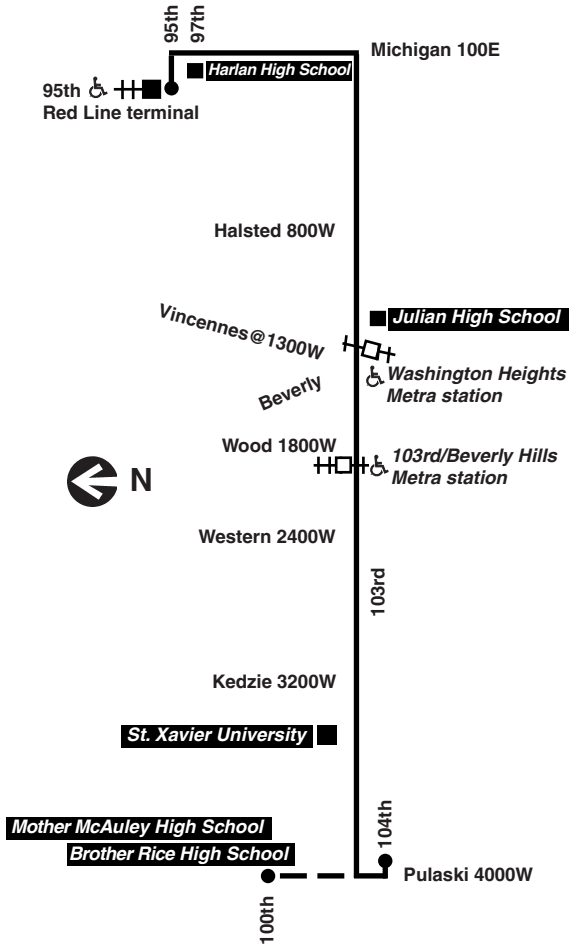 95th
97th
Michigan 100E
Harlan High School
95th
Red Line terminal
Halsted 800W
Julian High School
Vincennes@1300W
Washington Heights
Metra station
Beverly
Wood 1800W
103rd/Beverly Hills
Metra station
N
Western 2400W
103rd
Kedzie 3200W
St. Xavier University
Mother McAuley High School
104th
Brother Rice High School
Pulaski 4000W
100th